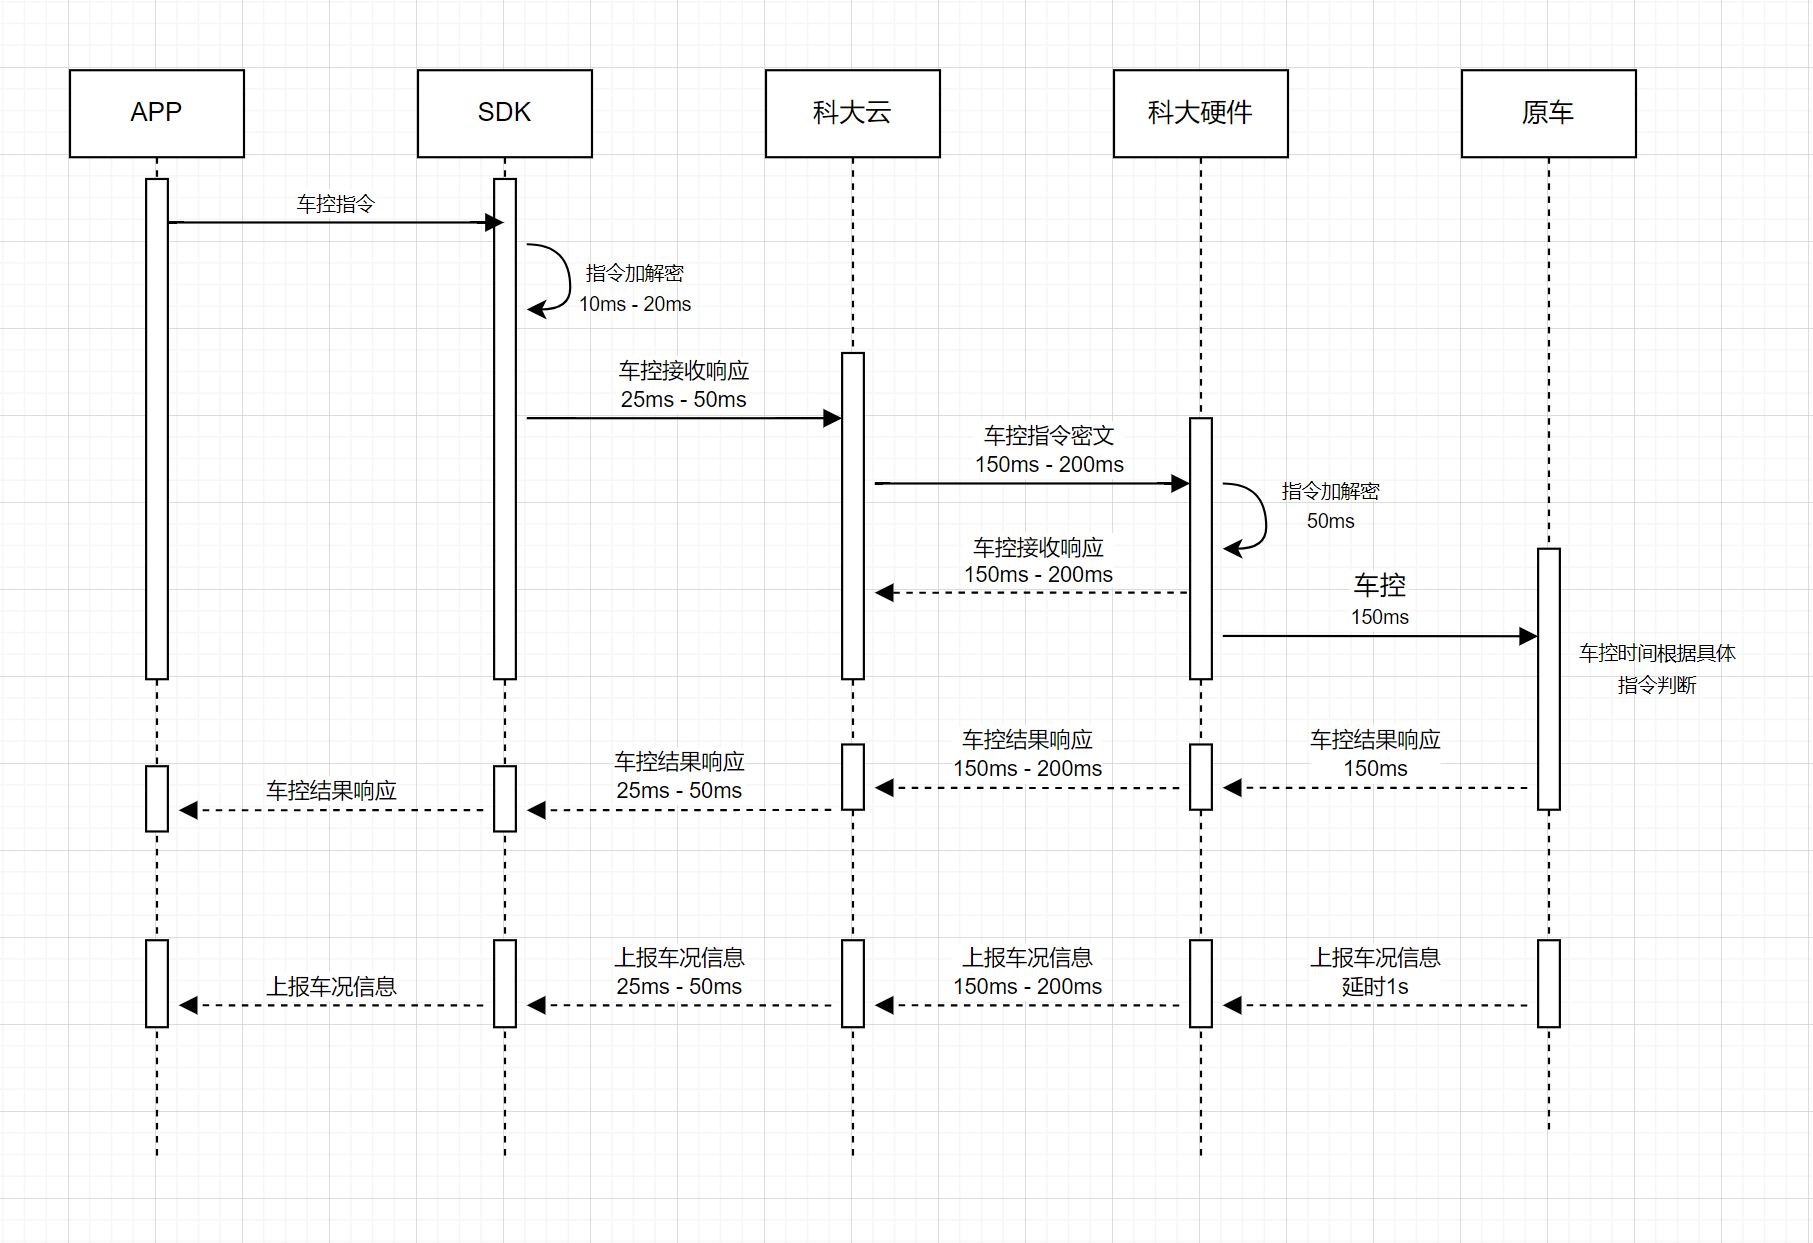 APP
SDK
科大云
科大硬件
原车
车控指令
指令加解密
10ms - 20ms
车控接收响应
25ms - 50ms
车控指令密文
150ms - 200ms
指令加解密
50ms
车控接收响应
150ms - 200ms
车控
150ms
车控时间根据具体
指令判断
车控结果响应
车控结果响应
25ms - 50ms
车控结果响应
150ms - 200ms
车控结果响应
150ms
上报车况信息
上报车况信息
25ms - 50ms
上报车况信息
150ms - 200ms
上报车况信息
延时1s